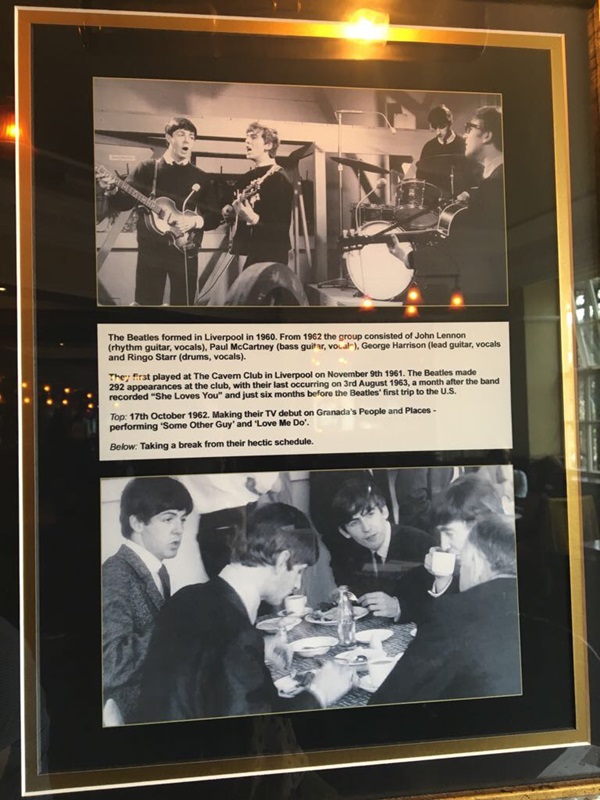 The Beatles formed in Liverpool in 1960. From 1962 the group consisted of John Lennon
(rhythm guitar, vocals), Paul McCartney (bass guitar, vocals), George Harrison (lead guitar, vocals
and Ringo Starr (drums, vocals).
They first played at The Cavern Club in Liverpool on November 9th 1961. The Beatles made
292 appearances at the club, with their last occurring on 3rd August 1963, a month after the band
recorded “She Loves You” and just six months before the Beatles’ first trip to the U.S.
Top: 17th October 1962. Making their TV debut on Granada's People and Places -
performing ‘Some Other Guy’ and ‘Love Me Do’.
Below: Taking a break from their hectic schedule.